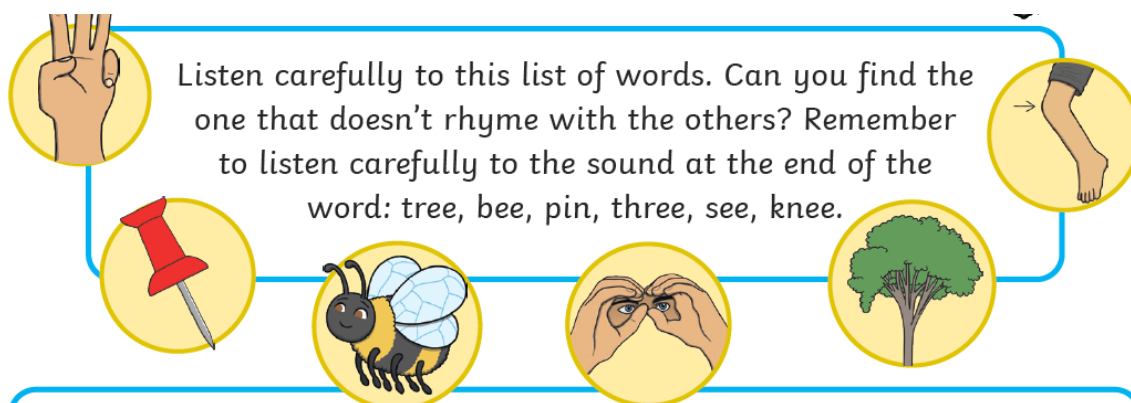 Listen carefully to this list of words. Can you find the
one that doesn't rhyme with the others? Remember
to listen carefully to the sound at the end of the
word: tree, bee, pin, three, see, knee.